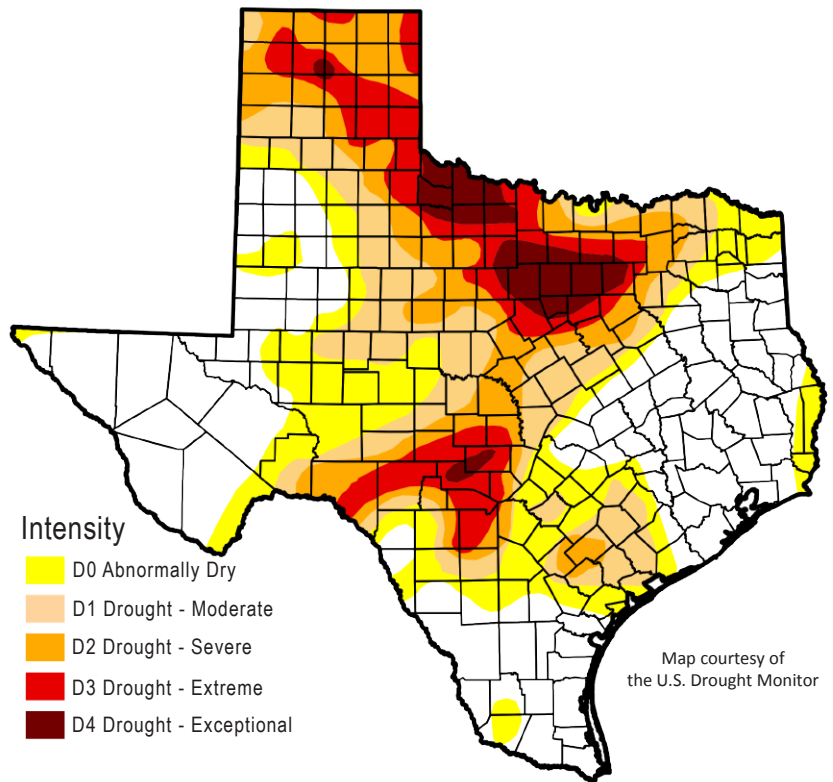 Intensity
D0 Abnormally Dry
D1 Drought - Moderate
D2 Drought - Severe
D3 Drought - Extreme
D4 Drought - Exceptional
Map courtesy of
the U.S. Drought Monitor